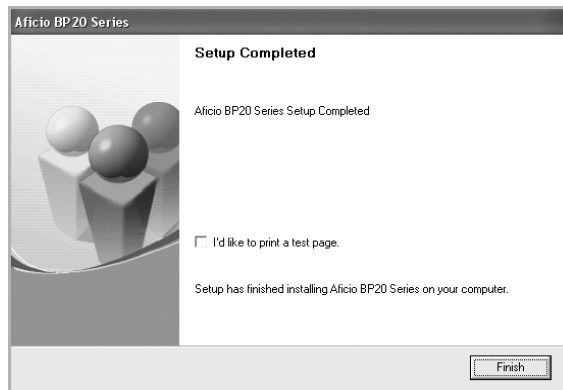 Aficio BP20 Series
Setup Completed
Aficio BP20 Series Setup Completed
I'd like to print a test page.
Setup has finished installing Aficio BP20 Series on your computer.
Finish